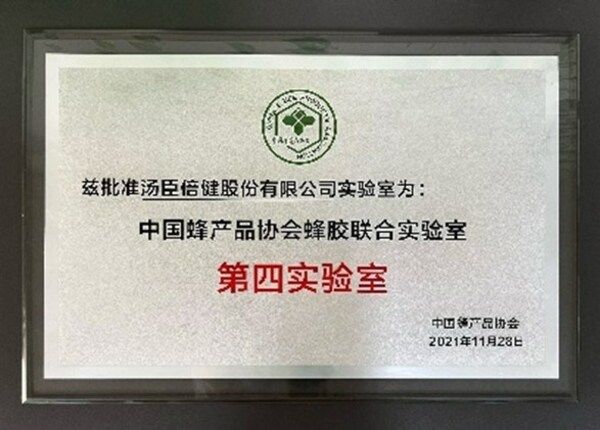 兹批准汤臣倍健股份有限公司实验室为：
中国蜂产品协会蜂胶联合实验室
第四实验室
中国蜂产品协会
2021年11月28日